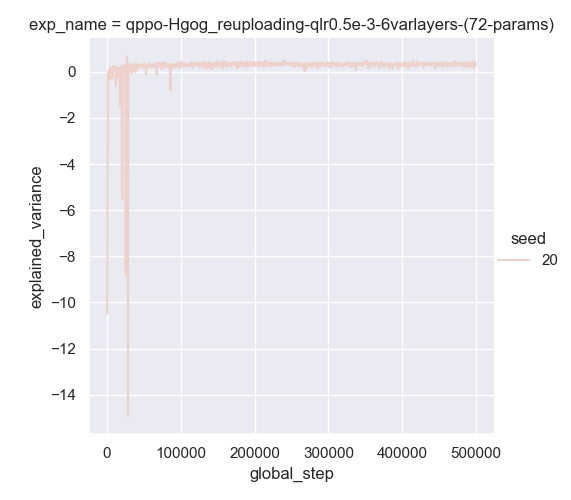 exp_name = qppo-Hgog_reuploading-qlr0.5e-3-6varlayers-(72-params)
0
−2
−4
−6
−8
−10
−12
−14
explained_variance
0 100000 200000 300000 400000 500000
global_step
seed
20